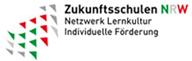 Zukunftsschulen NRW
Netzwerk Lernkultur
Individuelle Förderung